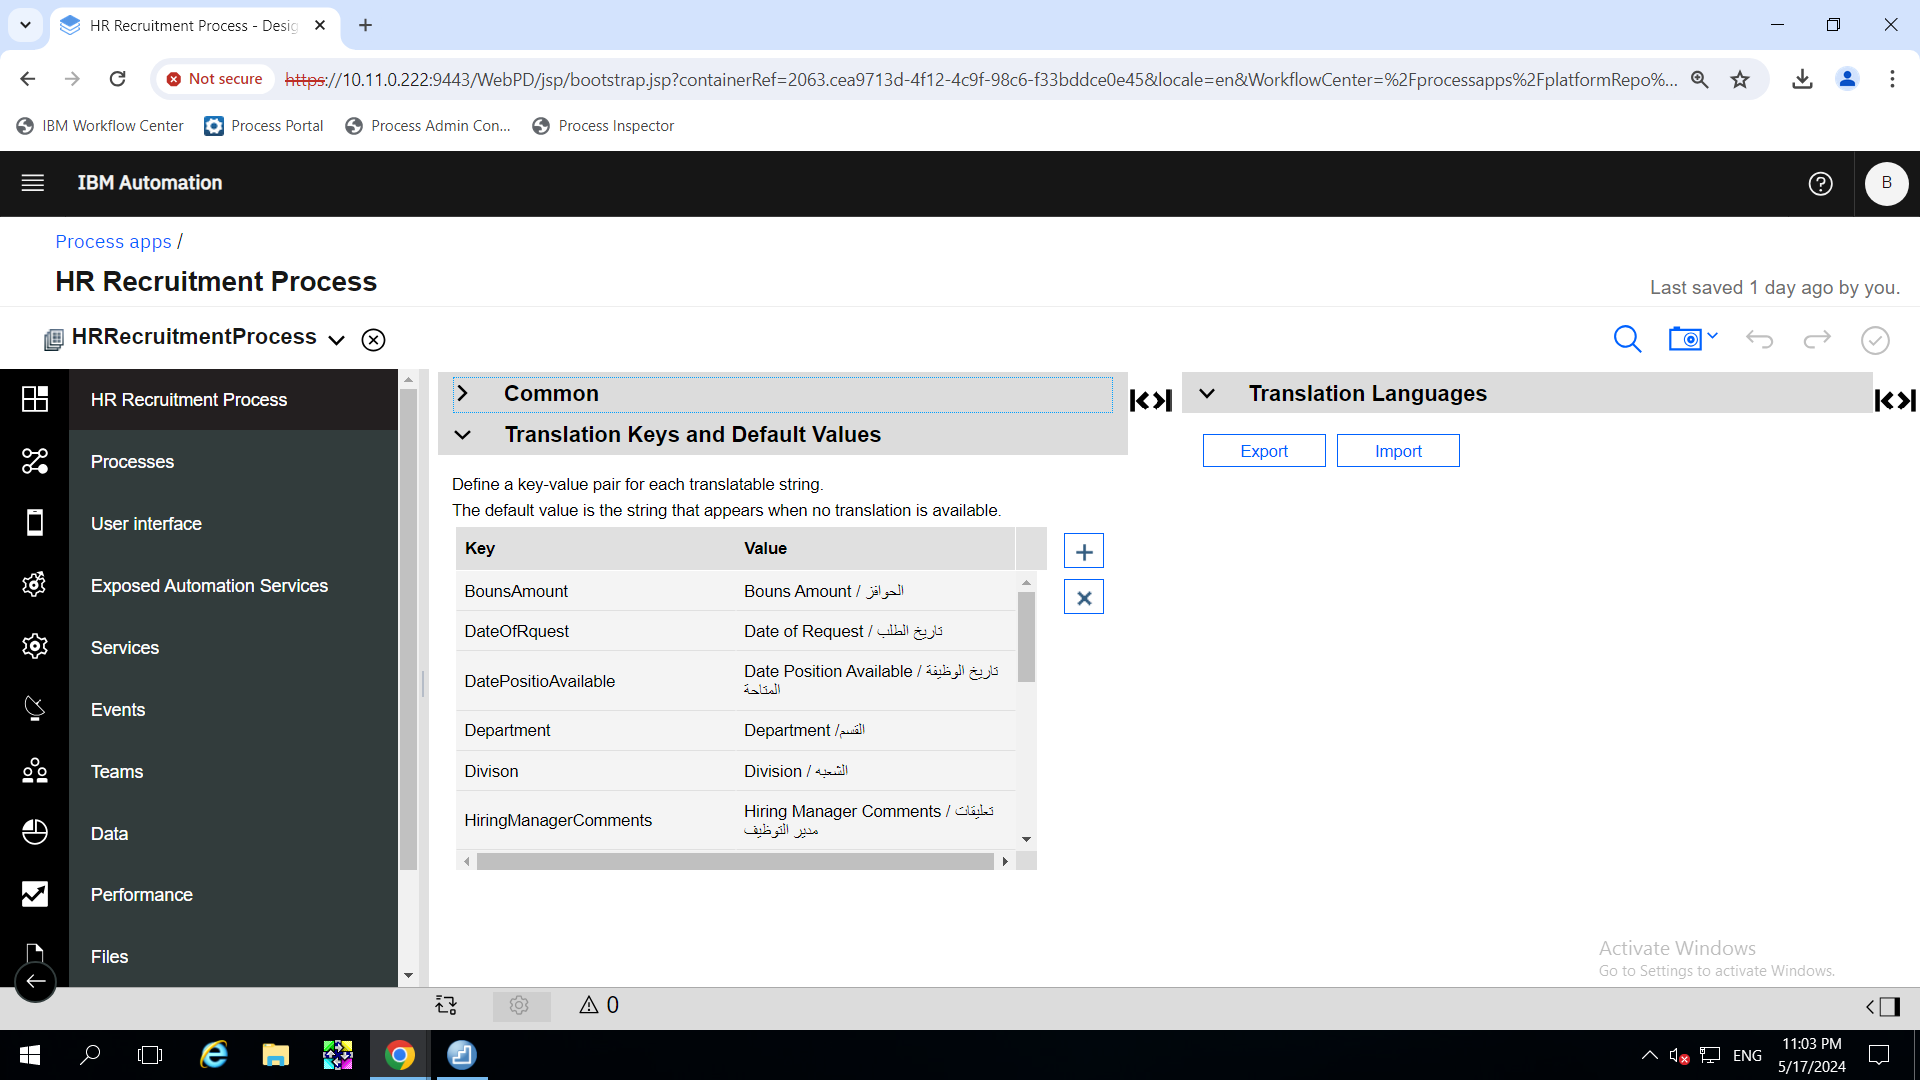 HR Recruitment Process - Desig
Not secure
https://10.11.0.222:9443/WebPD/jsp/bootstrap.jsp?containerRef=2063.cea9713d-4f12-4c9f-98c6-f33bddce0e45&locale=en&WorkflowCenter=%2Fprocessapps%2FplatformRepo%...
IBM Workflow Center
Process Portal
Process Admin Con...
Process Inspector
IBM Automation
B
Process apps /
HR Recruitment Process
Last saved 1 day ago by you.
HRRecruitmentProcess
HR Recruitment Process
Processes
User interface
Exposed Automation Services
Services
Events
Teams
Data
Performance
Files
Common
Translation Keys and Default Values
Define a key-value pair for each translatable string.
The default value is the string that appears when no translation is available.
Key Value
BounsAmount Bouns Amount / الحوافز
DateOfRquest Date of Request / تاريخ الطلب
DatePositioAvailable Date Position Available / تاريخ الوظيفة
المتاحة
Department Department /القسم
Divison Division / الشعبه
HiringManagerComments Hiring Manager Comments / تعليقات
مدير التوظيف
Translation Languages
Export
Import
Activate Windows
Go to Settings to activate Windows.
0
ENG
11:03 PM
5/17/2024